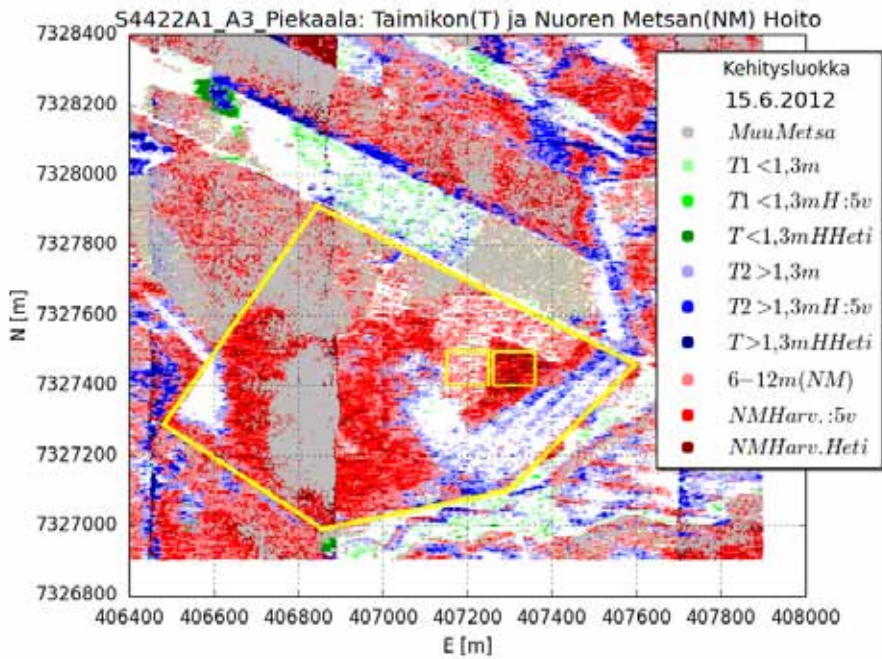 S4422A1_A3_Piekaala: Taimikon(T) ja Nuoren Metsan(NM) Hoito
7328400
7328200
7328000
7327800
7327600
7327400
7327200
7327000
7326800
N [m]
Kehitysluokka
15.6.2012
MuuMetsa
T1<1,3m
T1<1,3mH:5v
T<1,3mHHeti
T2>1,3m
T2>1,3mH:5v
T>1,3mHHeti
6−12m(NM)
NMHarv.:5v
NMHarv.Heti
406400 406600 406800 407000 407200 407400 407600 407800 408000
E [m]